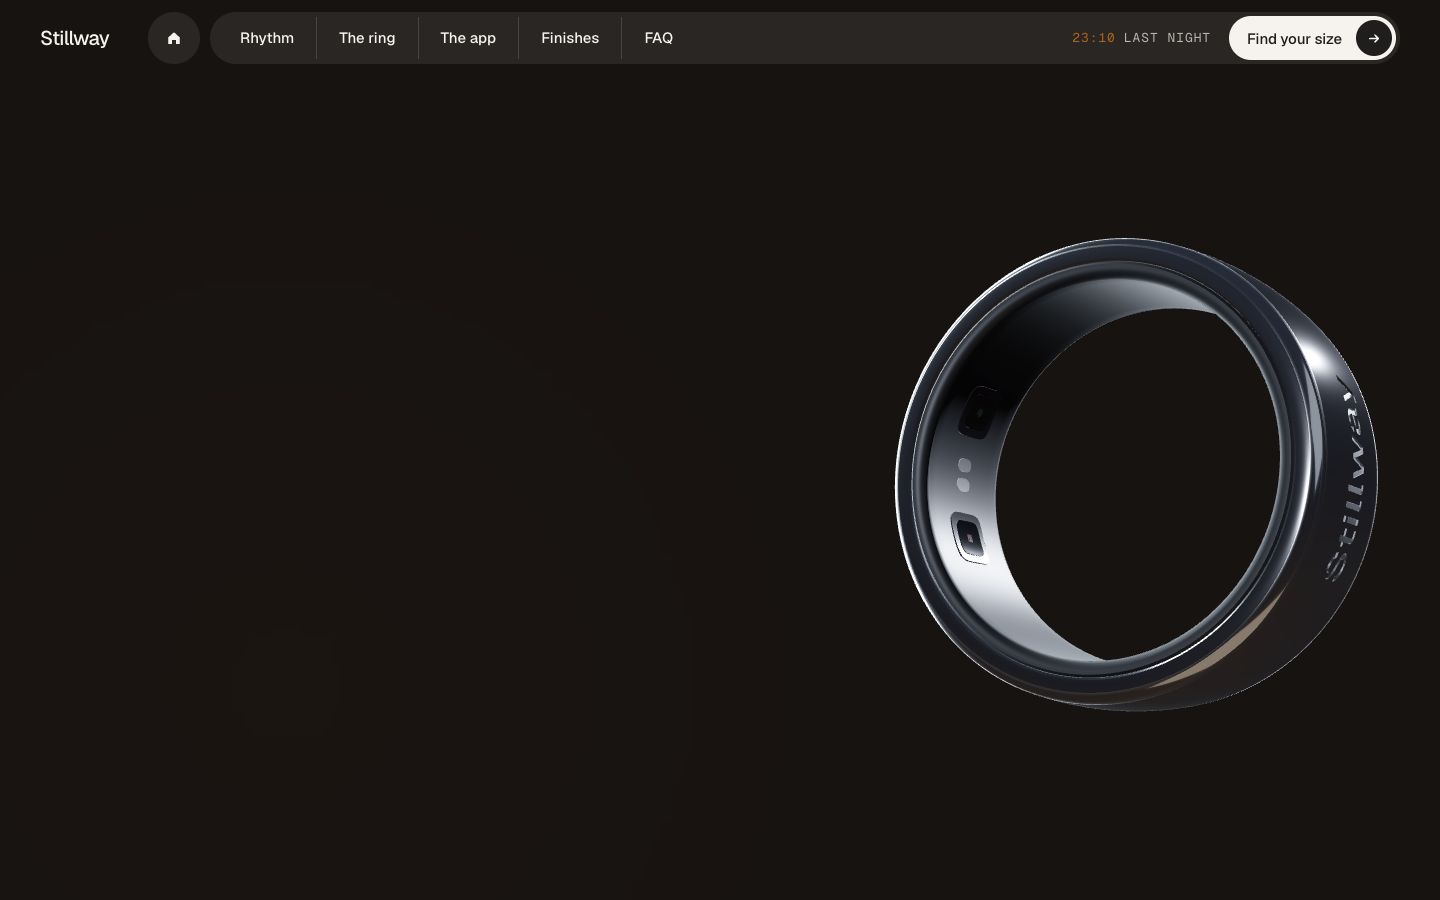 Stillway
Rhythm
The ring
The app
Finishes
FAQ
23:10 LAST NIGHT
Find your size
Stillway